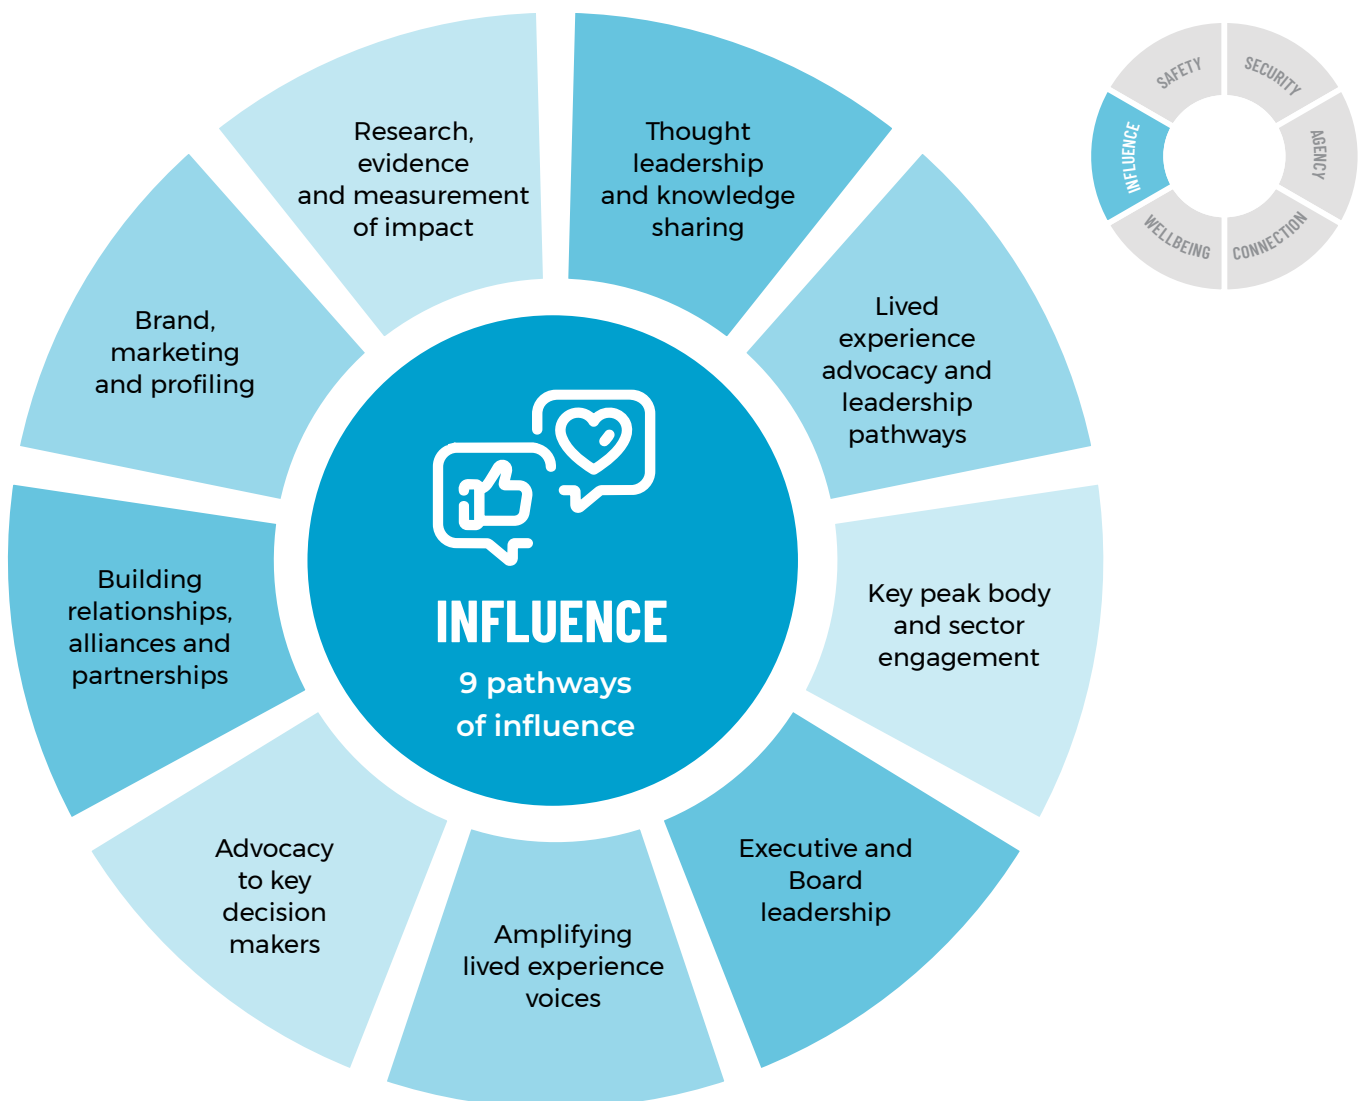 Research,
evidence
and measurement
of impact
Thought
leadership
and knowledge
sharing
Lived
experience
advocacy and
leadership
pathways
Key peak body
and sector
engagement
Executive and
Board
leadership
Amplifying
lived experience
voices
Advocacy
to key
decision
makers
Building
relationships,
alliances and
partnerships
Brand,
marketing
and profiling
INFLUENCE
9 pathways
of influence
SAFETY
SECURITY
AGENCY
CONNECTION
WELLBEING
INFLUENCE